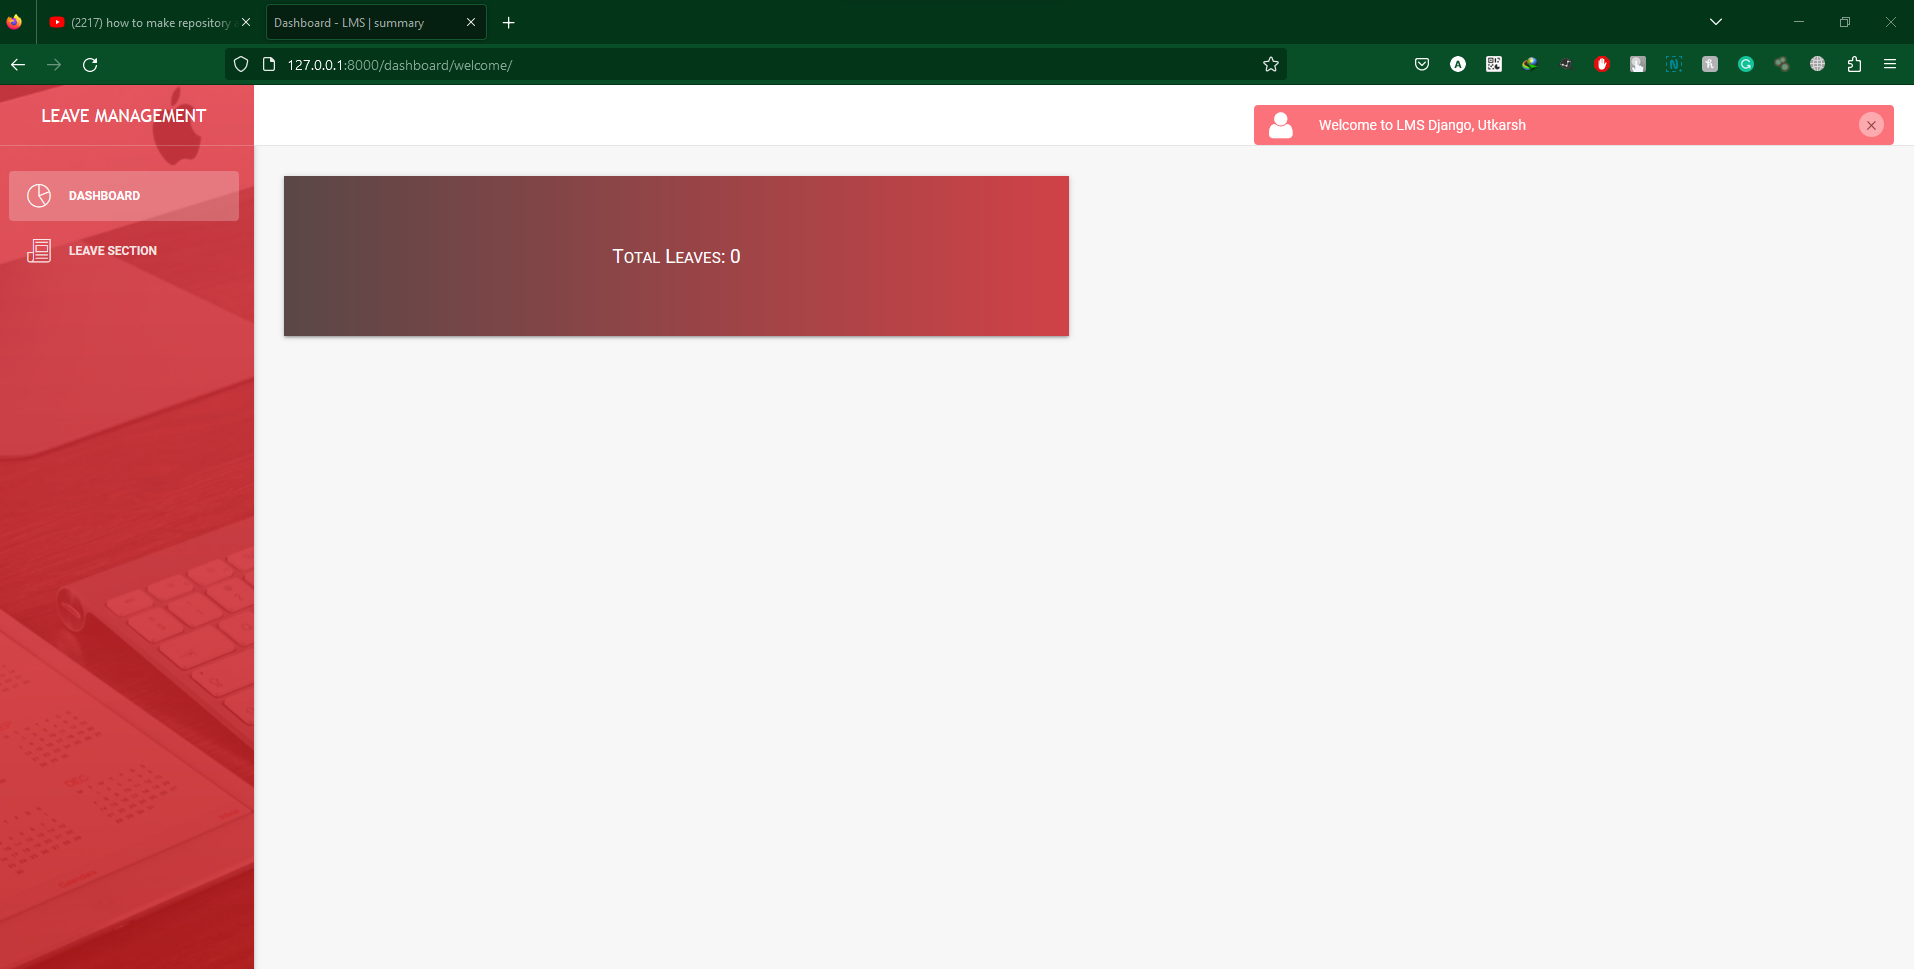 (2217) how to make repository
Dashboard - LMS | summary
127.0.0.1:8000/dashboard/welcome/
LEAVE MANAGEMENT
Welcome to LMS Django, Utkarsh
DASHBOARD
LEAVE SECTION
Total Leaves: 0